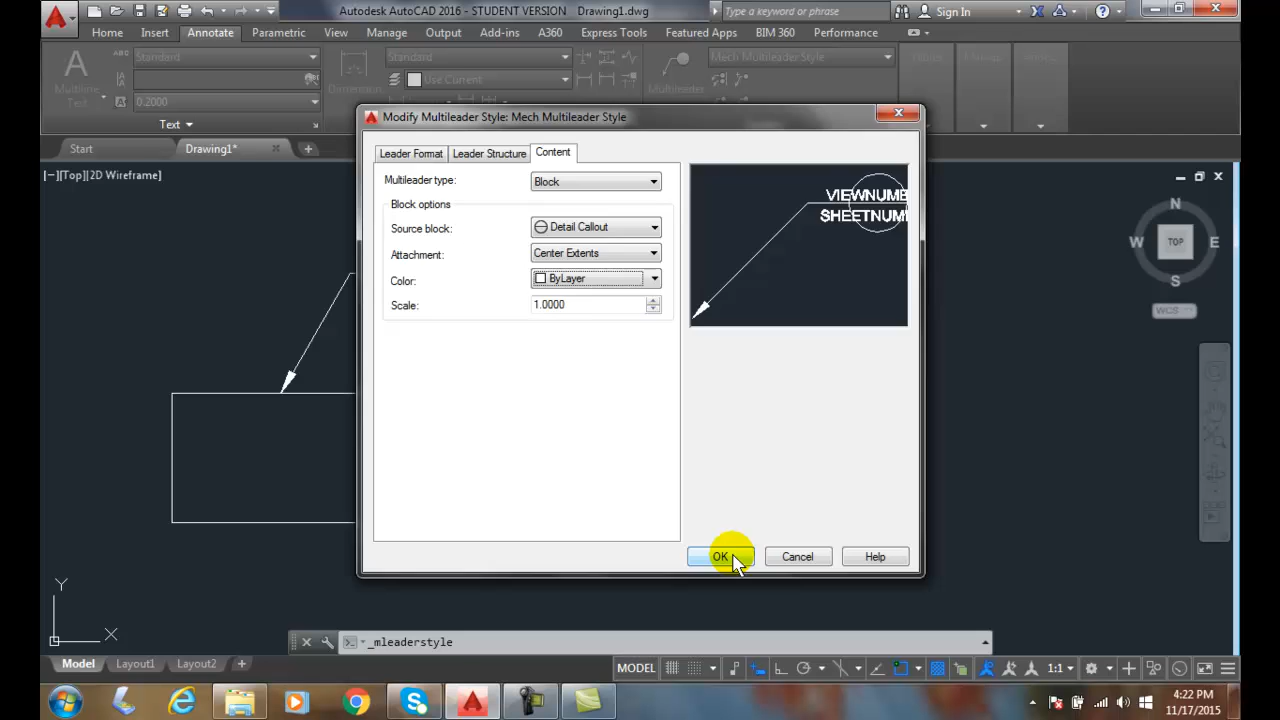 Autodesk AutoCAD 2016 - STUDENT VERSION Drawing1.dwg
Type a keyword or phrase
Sign In
Home Insert Annotate Parametric View Manage Output Add-ins A360 Express Tools Featured Apps BIM 360 Performance
Standard
Standard
Mech Multileader Style
Multiline
Text
Use Current
0.2000
Dimension
Multileader
Text
Start
Drawing1*
[−][Top][2D Wireframe]
Modify Multileader Style: Mech Multileader Style
Leader Format
Leader Structure
Content
Multileader type:
Block
Block options
Source block:
Detail Callout
Attachment:
Center Extents
Color:
ByLayer
Scale:
1.0000
VIEWNUMB
SHEETNUM
OK
Cancel
Help
N
W
TOP
E
S
WCS
Y
X
_mleaderstyle
Model
Layout1
Layout2
MODEL
1:1
4:22 PM
11/17/2015